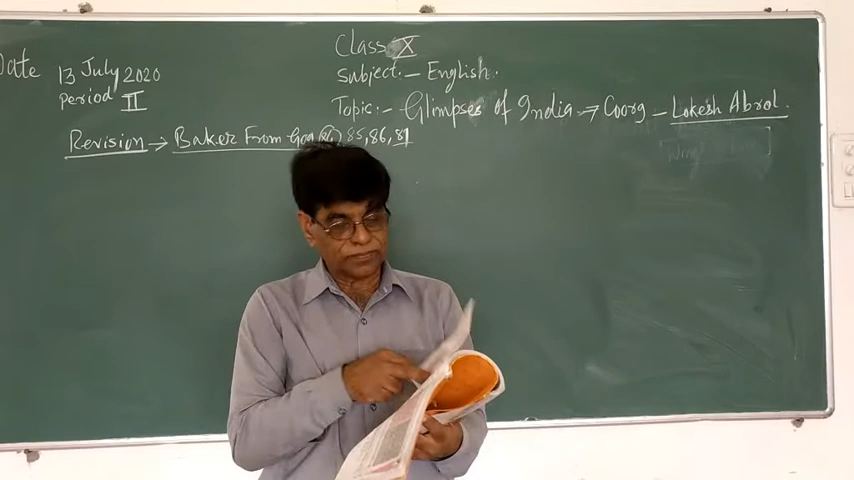 Date 13 July 2020
Period II
Class X
Subject:- English.
Topic:- Glimpses of India → Coorg - Lokesh Abrol.
Revision → Baker From Goa 85, 86, 87